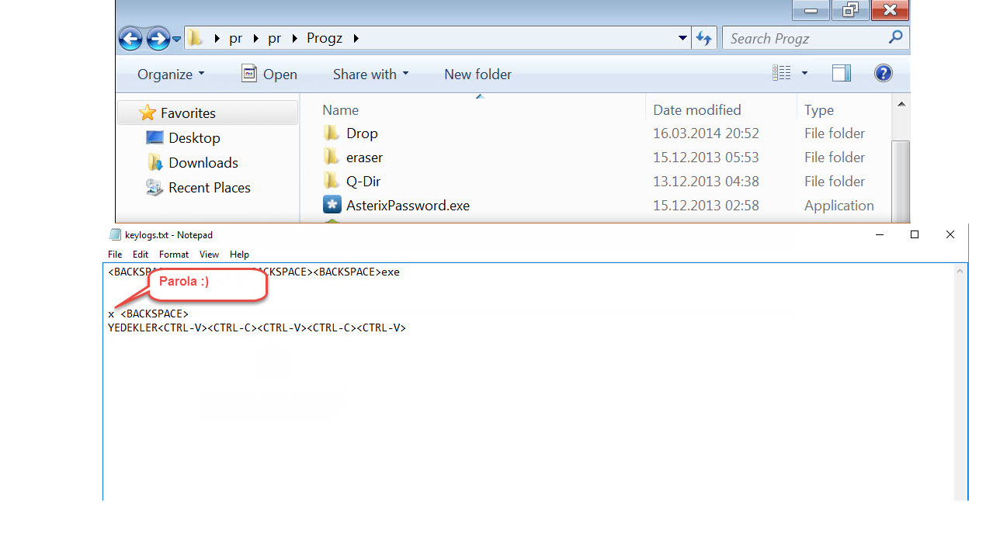 pr pr Progz
Search Progz
Organize Open Share with New folder
Favorites
Desktop
Downloads
Recent Places
Name Date modified Type
Drop 16.03.2014 20:52 File folder
eraser 15.12.2013 05:53 File folder
Q-Dir 13.12.2013 04:38 File folder
AsterixPassword.exe 15.12.2013 02:58 Application
keylogs.txt - Notepad
File Edit Format View Help
<BACKSP ACKSPACE><BACKSPACE>exe
Parola :)
x <BACKSPACE>
YEDEKLER<CTRL-V><CTRL-C><CTRL-V><CTRL-C><CTRL-V>